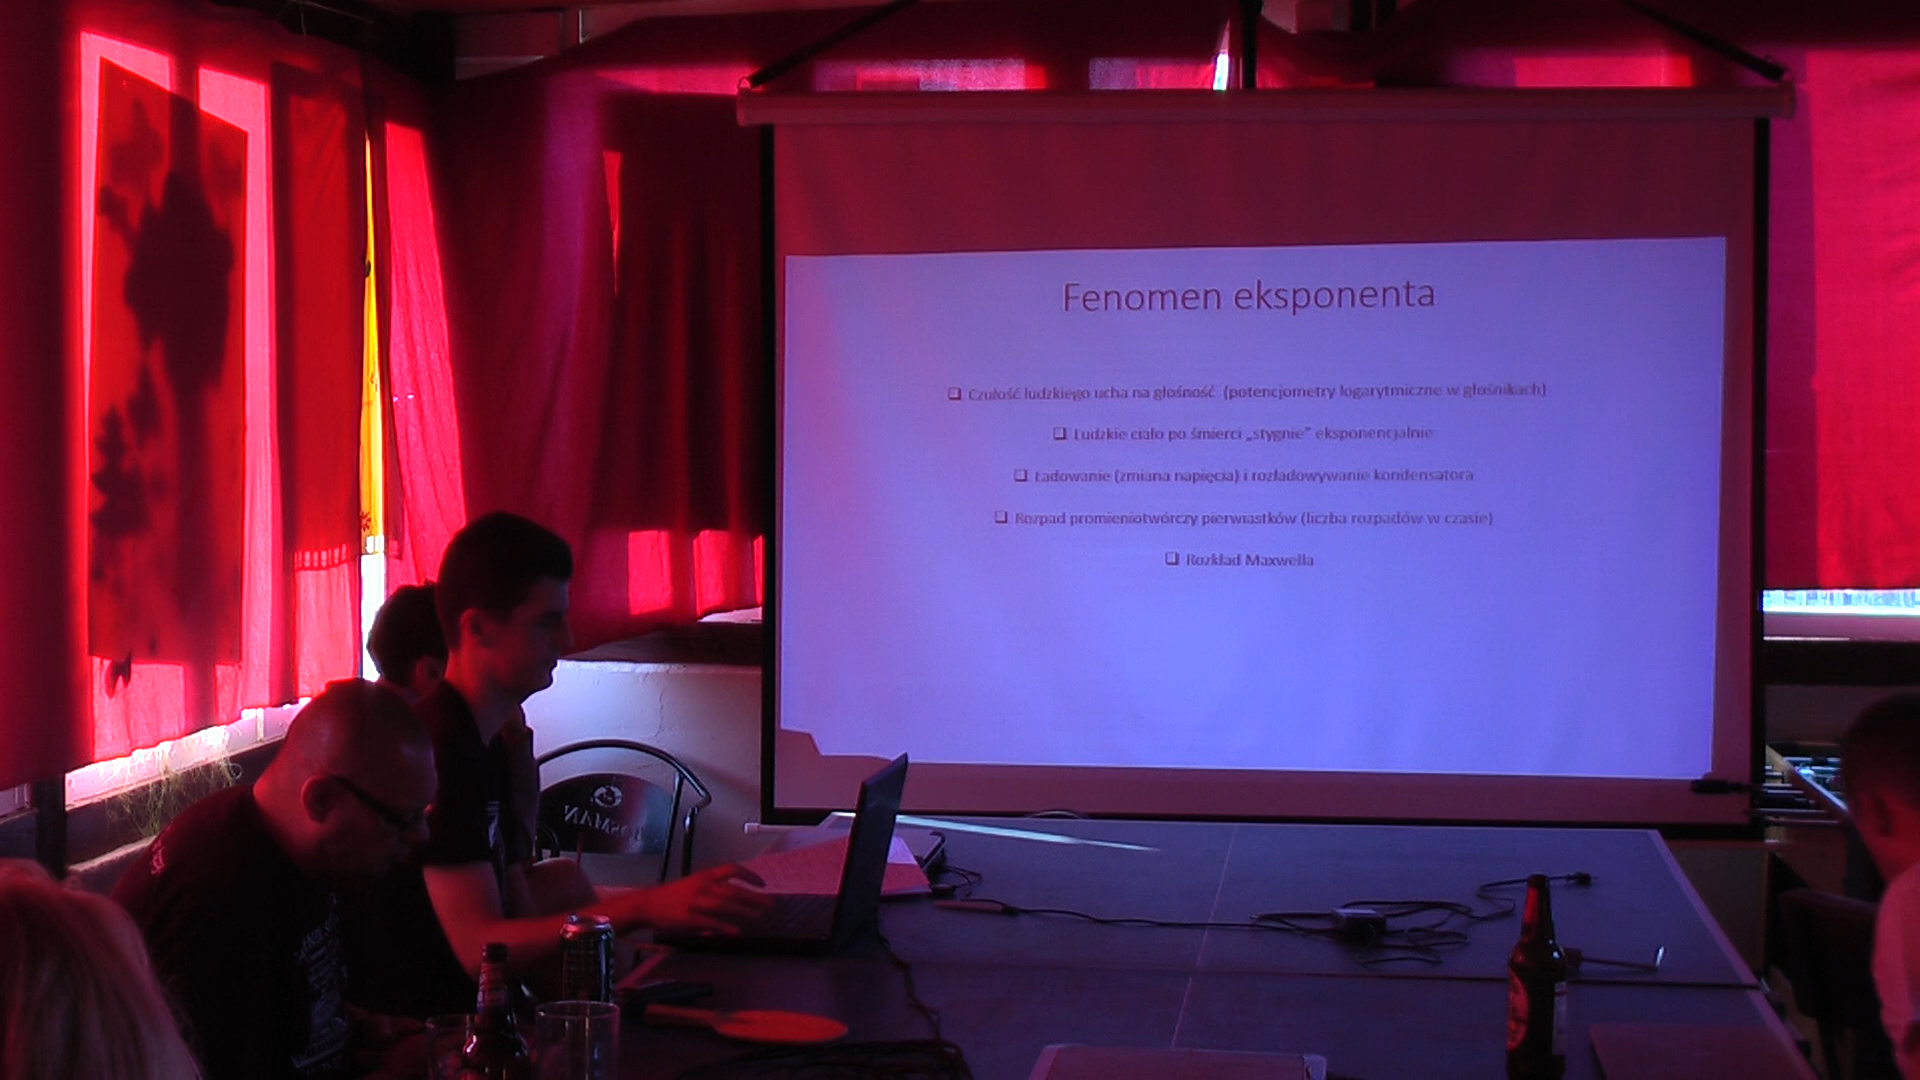 Fenomen eksponenta
❑ Czułość ludzkiego ucha na głośność (potencjometry logarytmiczne w głośnikach)
❑ Ludzkie ciało po śmierci „stygnie” eksponencjalnie
❑ Ładowanie (zmiana napięcia) i rozładowywanie kondensatora
❑ Rozpad promieniotwórczy pierwiastków (liczba rozpadów w czasie)
❑ Rozkład Maxwella